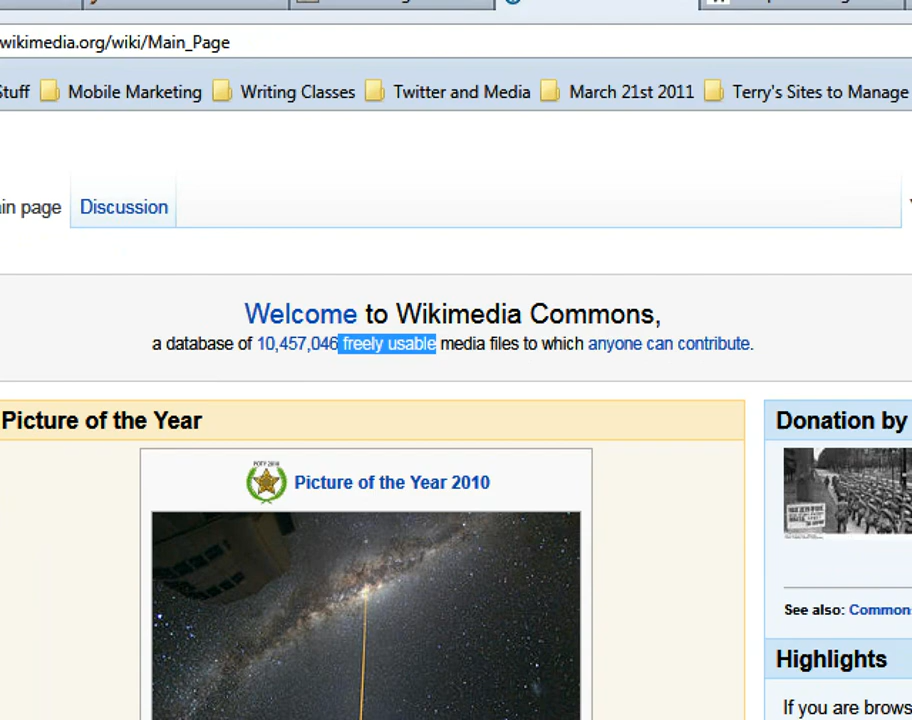 wikimedia.org/wiki/Main_Page
Stuff Mobile Marketing Writing Classes Twitter and Media March 21st 2011 Terry's Sites to Manage
in page Discussion
Welcome to Wikimedia Commons,
a database of 10,457,046 freely usable media files to which anyone can contribute.
Picture of the Year
Donation by
POTY 2010
Picture of the Year 2010
See also: Common
Highlights
If you are brows